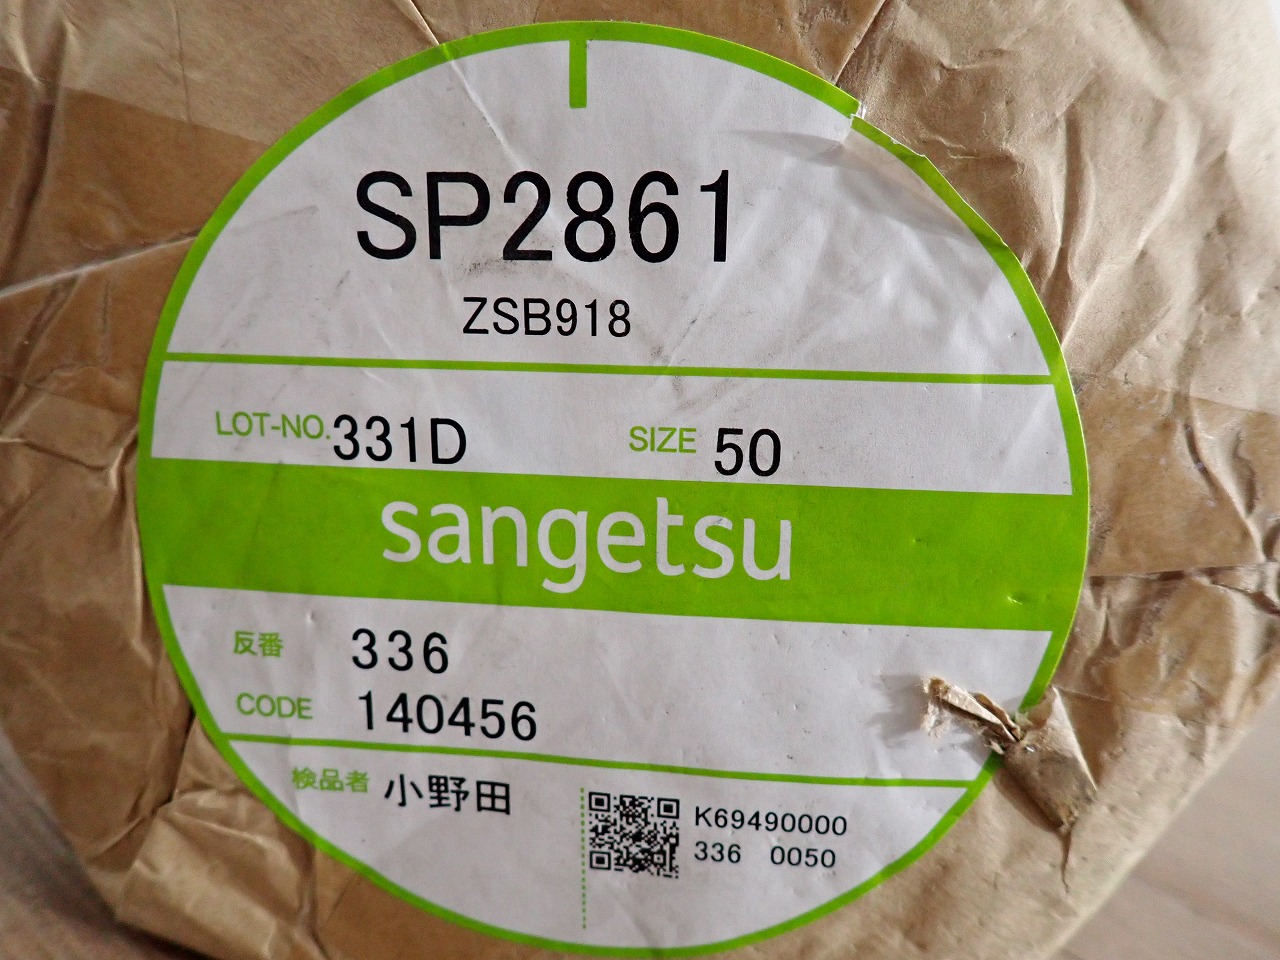 SP2861
ZSB918
LOT-NO. 331D SIZE 50
sangetsu
反番 336
CODE 140456
検品者 小野田
K69490000
336 0050